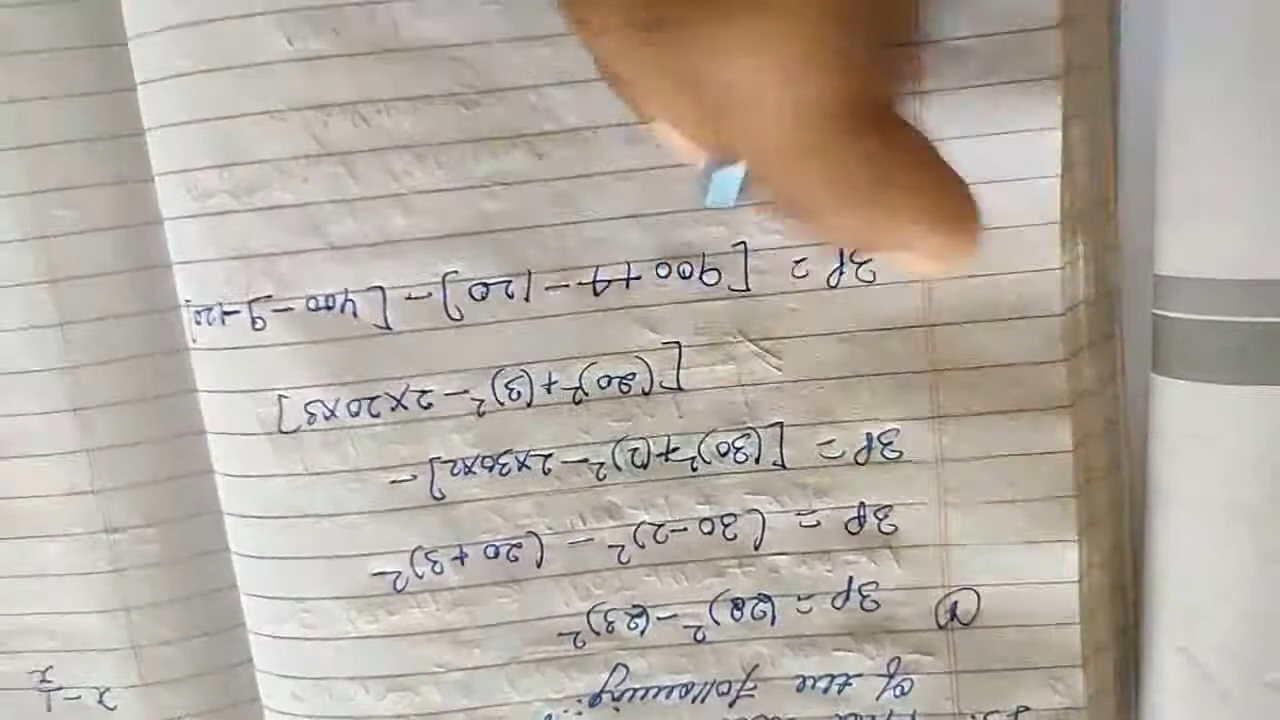 of the following:
(a) 3P = (28)² - (23)²
3P = (30-2)² - (20+3)²
3P = [(30)²+(2)²-2×30×2] -
[(20)²+(3)²-2×20×3]
3P = [900+4-120]-[400-9-120]
x - 1/x